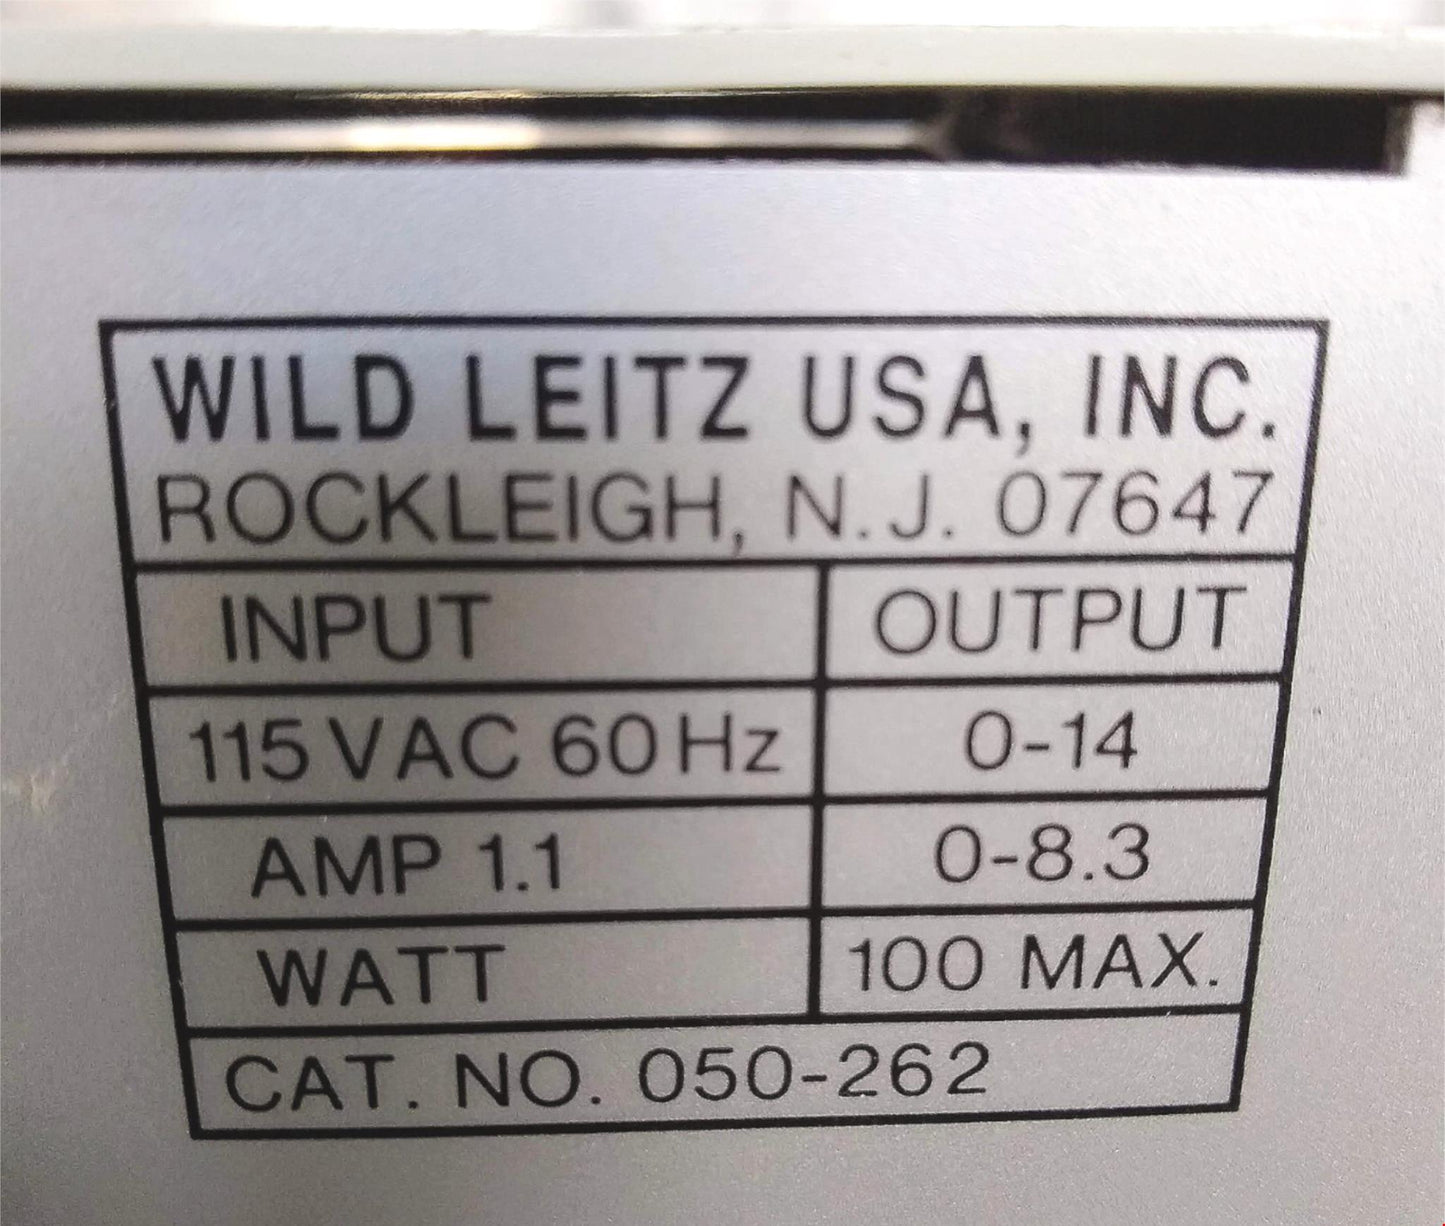 WILD LEITZ USA, INC.
ROCKLEIGH, N.J. 07647
INPUT OUTPUT
115 VAC 60 Hz 0-14
AMP 1.1 0-8.3
WATT 100 MAX.
CAT. NO. 050-262